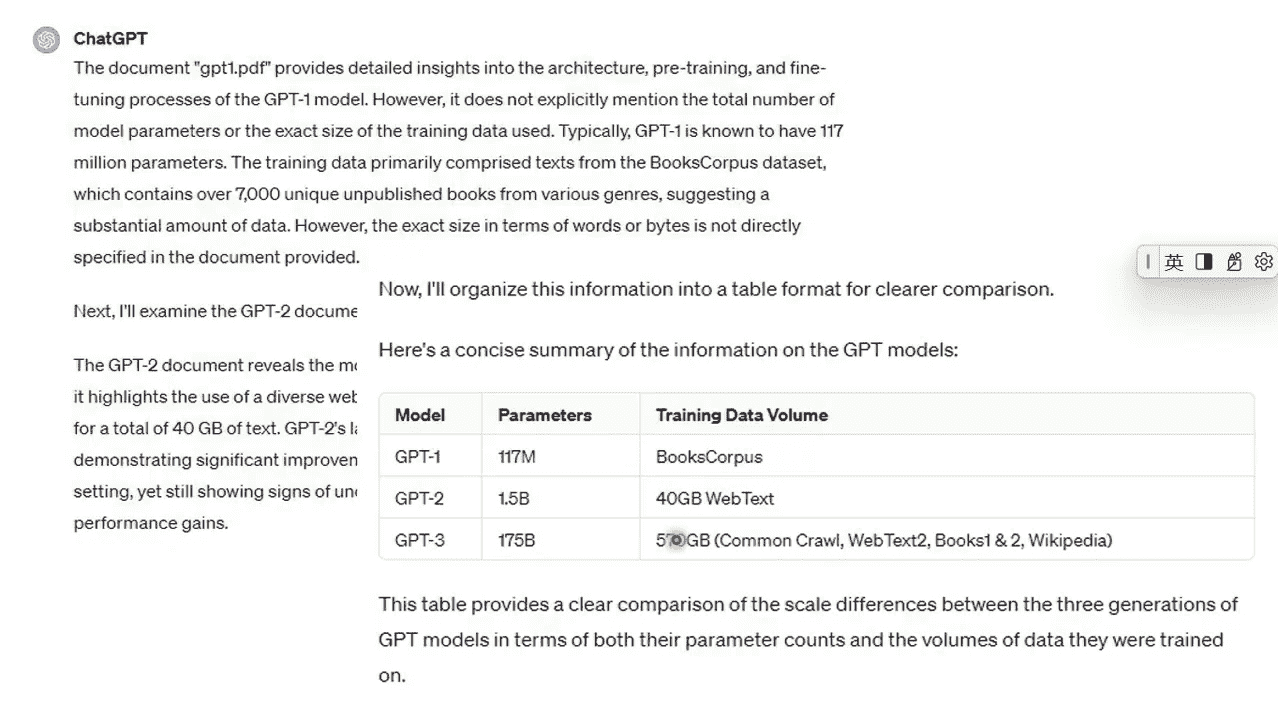 ChatGPT
The document "gpt1.pdf" provides detailed insights into the architecture, pre-training, and fine-
tuning processes of the GPT-1 model. However, it does not explicitly mention the total number of
model parameters or the exact size of the training data used. Typically, GPT-1 is known to have 117
million parameters. The training data primarily comprised texts from the BooksCorpus dataset,
which contains over 7,000 unique unpublished books from various genres, suggesting a
substantial amount of data. However, the exact size in terms of words or bytes is not directly
specified in the document provided.
Next, I'll examine the GPT-2
The GPT-2 document reveals the
it highlights the use of a diverse web
for a total of 40 GB of text. GPT-2's
demonstrating significant
setting, yet still showing signs of
performance gains.
英
Now, I'll organize this information into a table format for clearer comparison.
Here's a concise summary of the information on the GPT models:
Model Parameters Training Data Volume
GPT-1 117M BooksCorpus
GPT-2 1.5B 40GB WebText
GPT-3 175B (Common Crawl, WebText2, Books1 & 2, Wikipedia)
This table provides a clear comparison of the scale differences between the three generations of
GPT models in terms of both their parameter counts and the volumes of data they were trained
on.